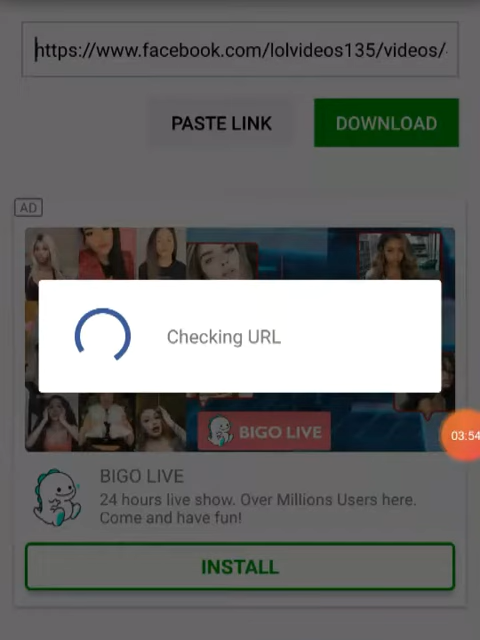 https://www.facebook.com/lolvideos135/videos/
PASTE LINK
DOWNLOAD
AD
Checking URL
BIGO LIVE
03:54
BIGO LIVE
24 hours live show. Over Millions Users here.
Come and have fun!
INSTALL